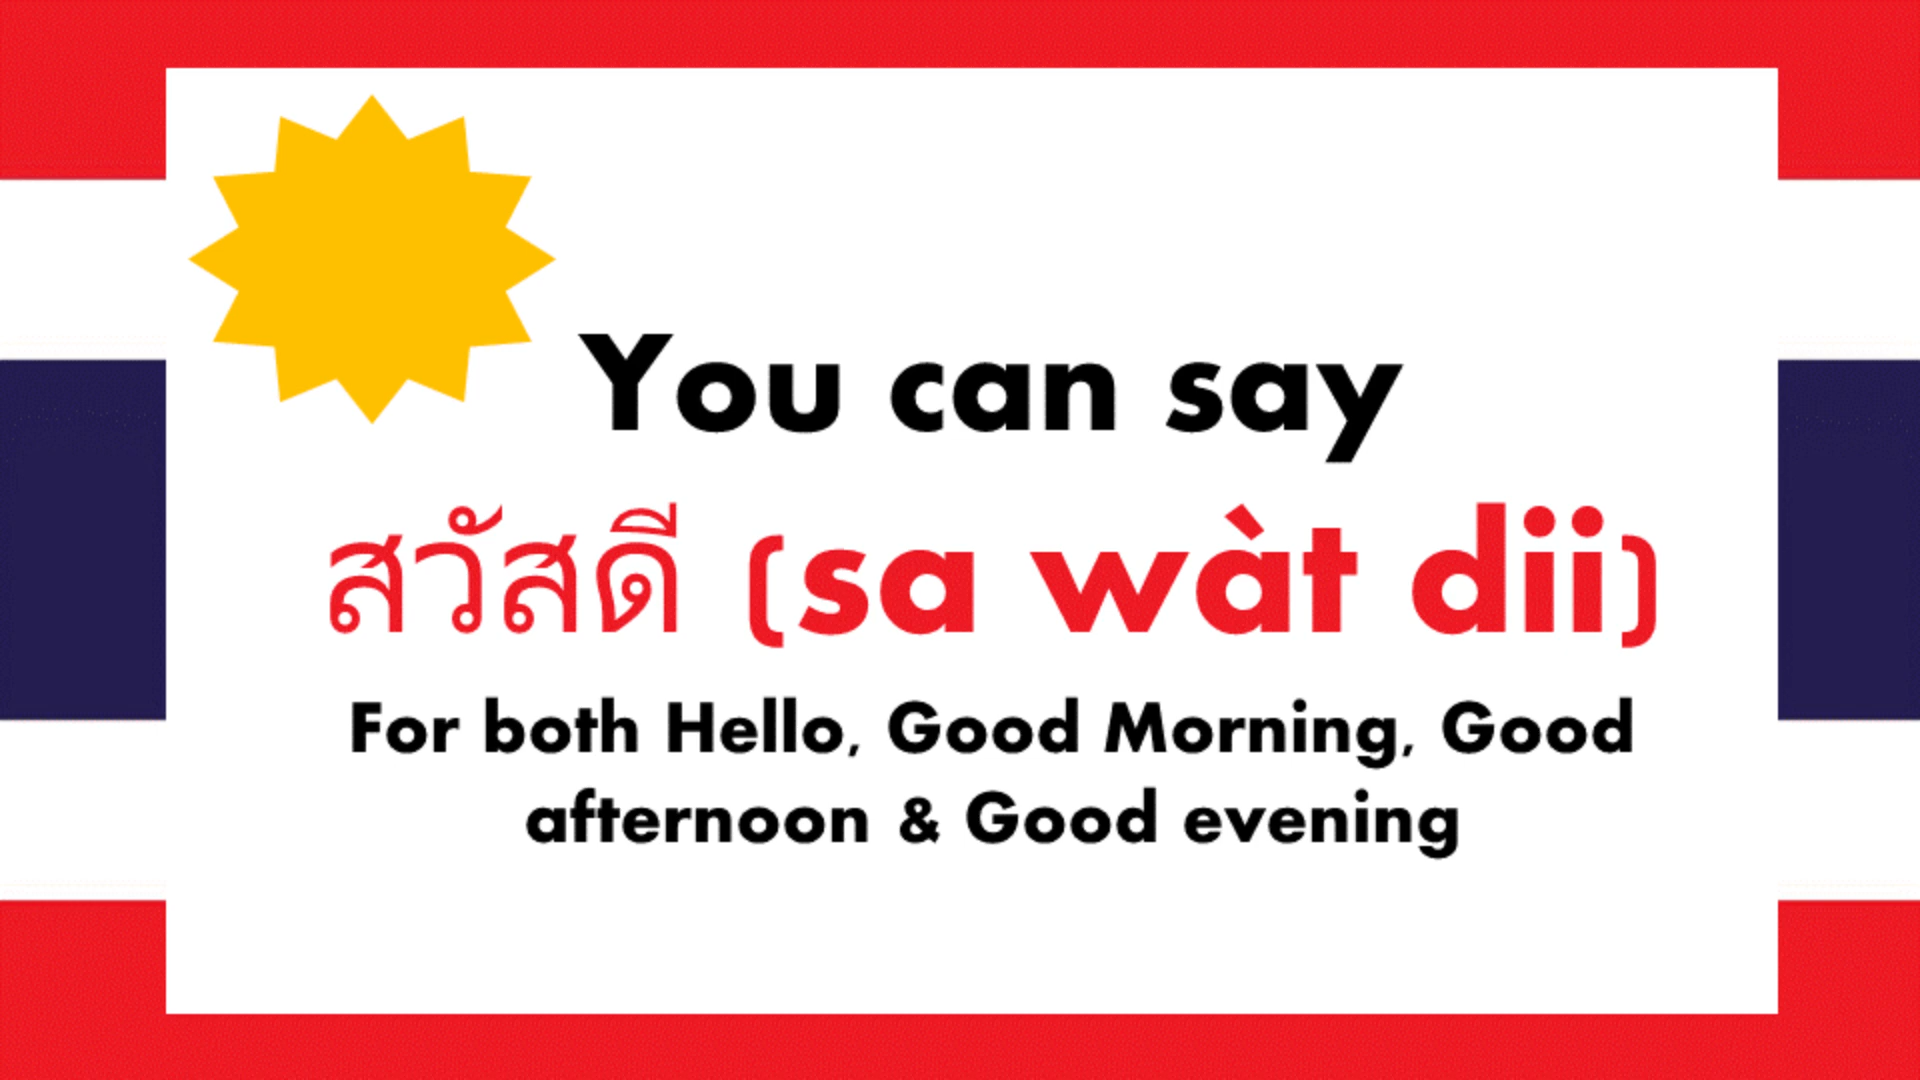 You can say
สวัสดี (sa wàt dii)
For both Hello, Good Morning, Good
afternoon & Good evening